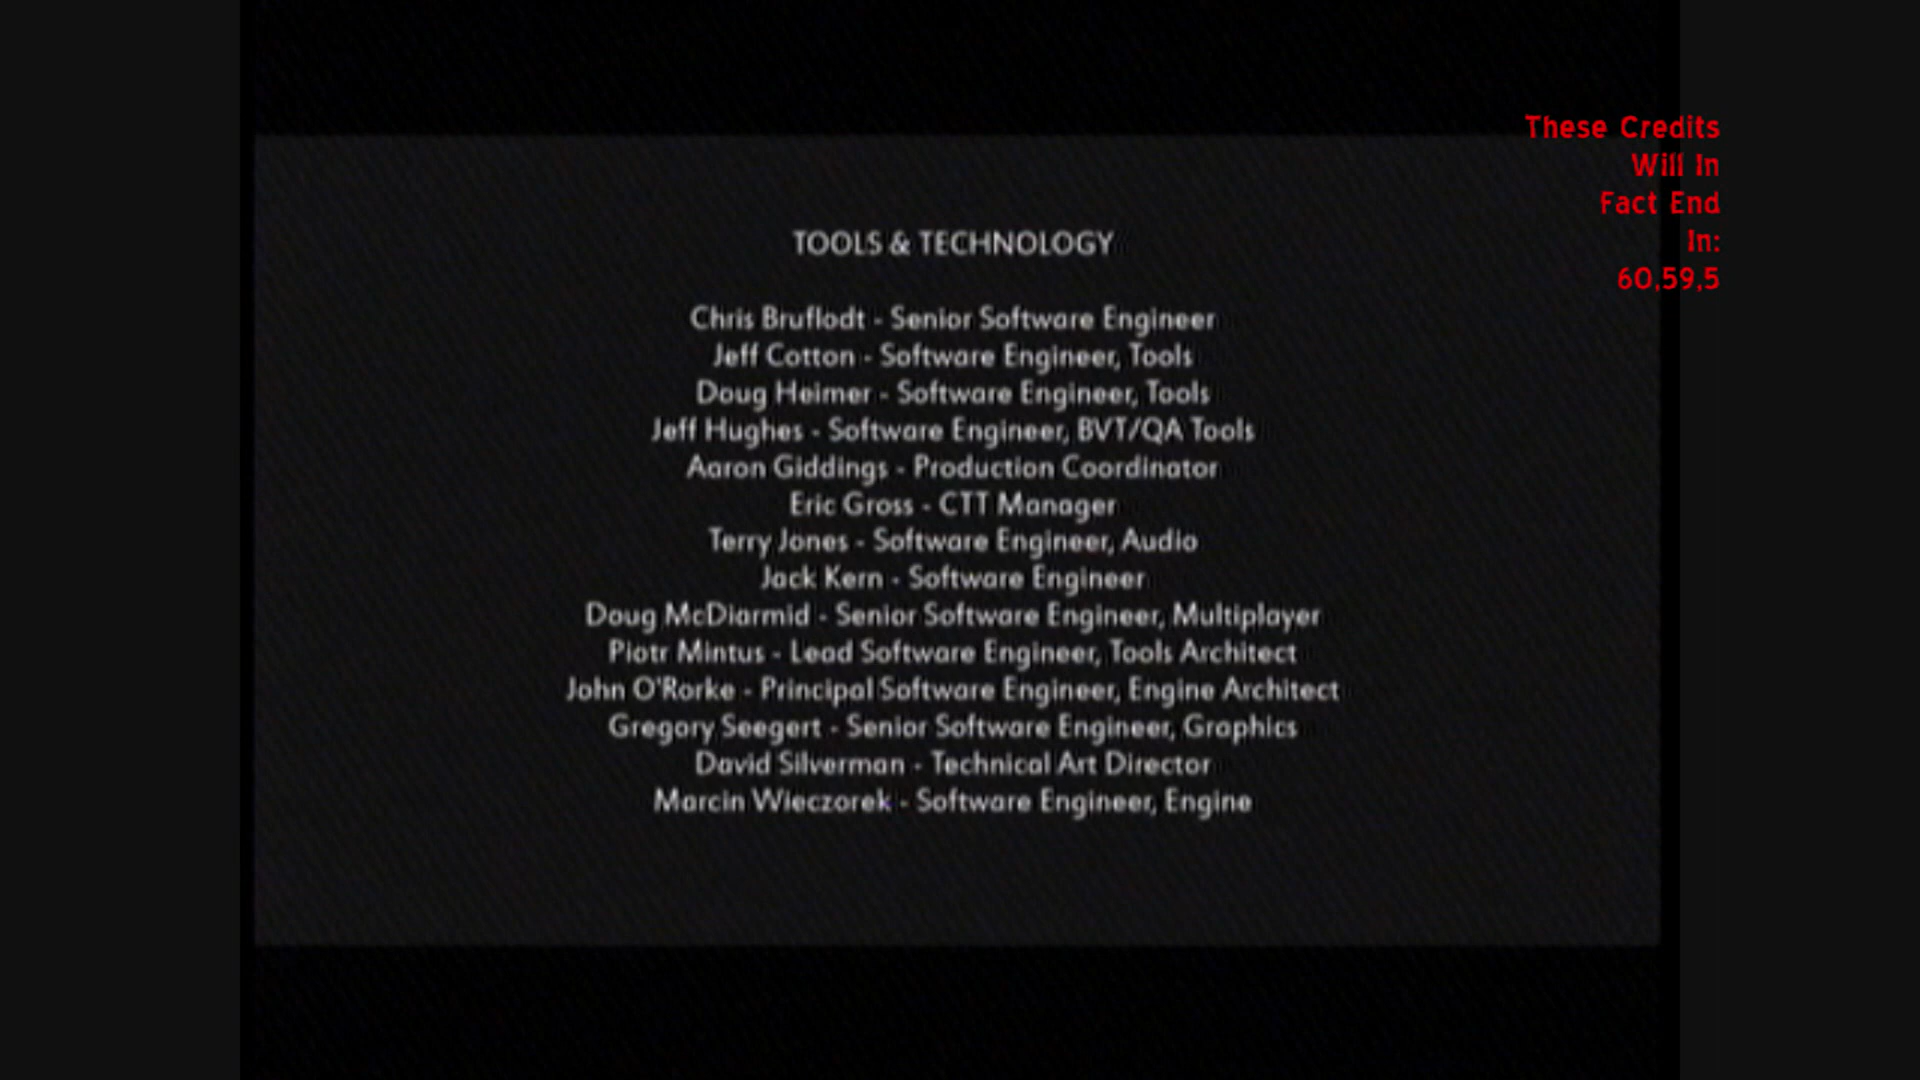 These Credits
Will In
Fact End
In:
60,59,5
TOOLS & TECHNOLOGY
Chris Bruflodt - Senior Software Engineer
Jeff Cotton - Software Engineer, Tools
Doug Heimer - Software Engineer, Tools
Jeff Hughes - Software Engineer, BVT/QA Tools
Aaron Giddings - Production Coordinator
Eric Gross - CTT Manager
Terry Jones - Software Engineer, Audio
Jack Kern - Software Engineer
Doug McDiarmid - Senior Software Engineer, Multiplayer
Piotr Mintus - Lead Software Engineer, Tools Architect
John O'Rorke - Principal Software Engineer, Engine Architect
Gregory Seegert - Senior Software Engineer, Graphics
David Silverman - Technical Art Director
Marcin Wieczorek - Software Engineer, Engine